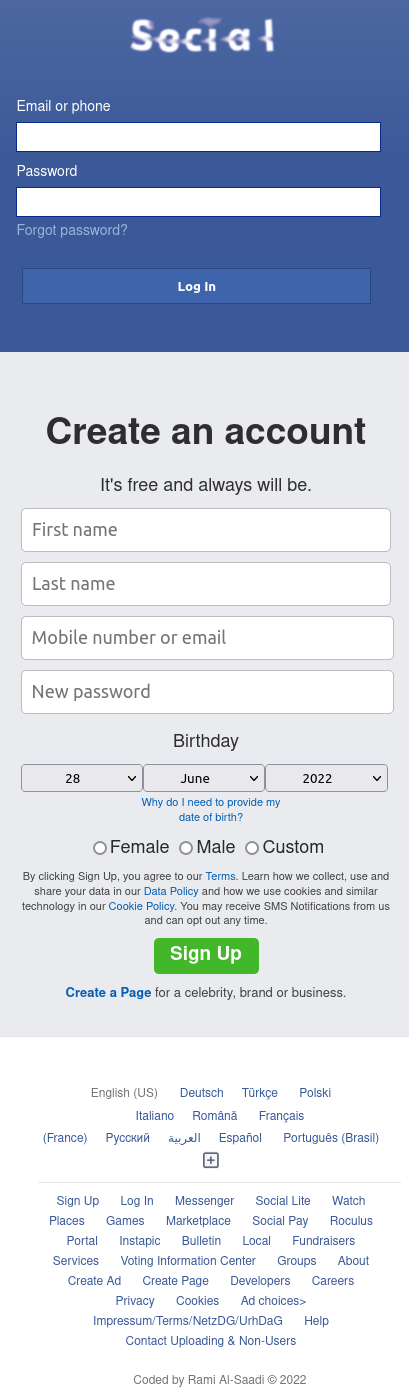 Social
Email or phone
Password
Forgot password?
Log In
Create an account
It's free and always will be.
First name
Last name
Mobile number or email
New password
Birthday
28 June 2022
Why do I need to provide my
date of birth?
Female Male Custom
By clicking Sign Up, you agree to our Terms. Learn how we collect, use and
share your data in our Data Policy and how we use cookies and similar
technology in our Cookie Policy. You may receive SMS Notifications from us
and can opt out any time.
Sign Up
Create a Page for a celebrity, brand or business.
English (US) Deutsch Türkçe Polski
Italiano Română Français
(France) Русский العربية Español Português (Brasil)
Sign Up Log In Messenger Social Lite Watch
Places Games Marketplace Social Pay Roculus
Portal Instapic Bulletin Local Fundraisers
Services Voting Information Center Groups About
Create Ad Create Page Developers Careers
Privacy Cookies Ad choices>
Impressum/Terms/NetzDG/UrhDaG Help
Contact Uploading & Non-Users
Coded by Rami Al-Saadi © 2022